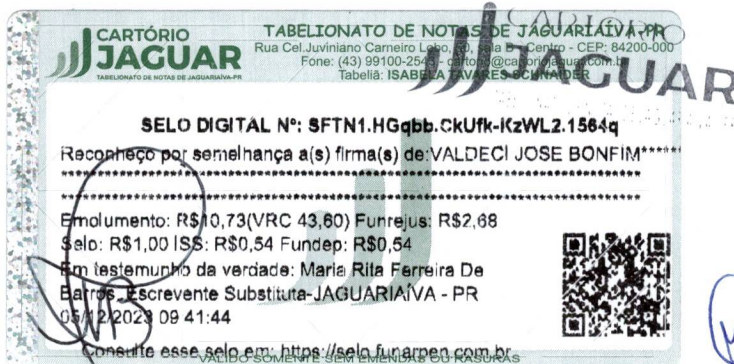 CARTÓRIO
JAGUAR
TABELIONATO DE NOTAS DE JAGUARIAÍVA-PR
TABELIONATO DE NOTAS DE JAGUARIAÍVA-PR
Rua Cel.Juviniano Carneiro Lobo, sala B - Centro - CEP: 84200-000
Fone: (43) 99100-254 - cartorio@cartoriojaguar.com.br
Tabeliã: ISABELA TAVARES SCHNAIDER
CARTÓRIO
JAGUAR
SELO DIGITAL Nº: SFTN1.HGqbb.CkUfk-KzWL2.1564q
Reconheço por semelhança a(s) firma(s) de:VALDECI JOSE BONFIM******
Emolumento: R$10,73(VRC 43,60) Funrejus: R$2,68
Selo: R$1,00 ISS: R$0,54 Fundep: R$0,54
Em testemunho da verdade: Maria Rita Ferreira De
Barros Escrevente Substituta-JAGUARIAÍVA - PR
05/12/2023 09 41:44
Consulte esse selo em: https://selo.funarpen.com.br
VÁLIDO SOMENTE SEM EMENDAS OU RASURAS